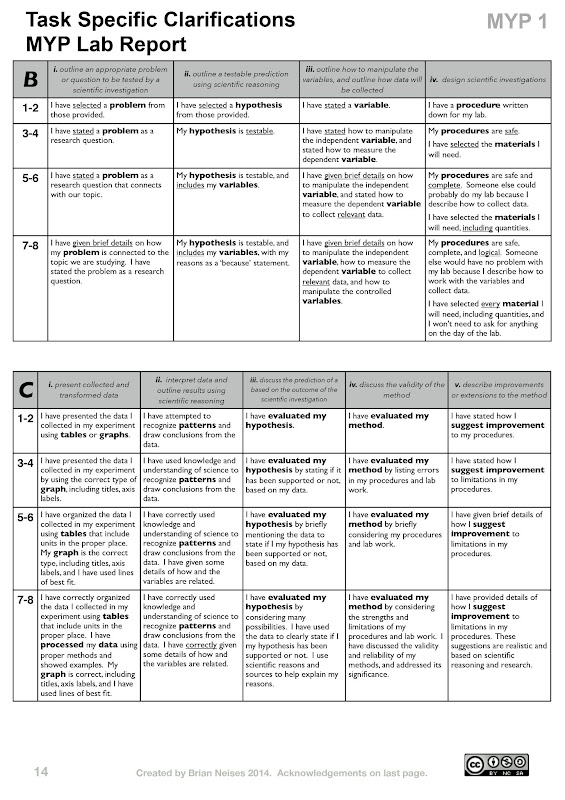 Task Specific Clarifications
MYP Lab Report
MYP 1
B
i. outline an appropriate problem
or question to be tested by a
scientific investigation
ii. outline a testable prediction
using scientific reasoning
iii. outline how to manipulate the
variables, and outline how data will
be collected
iv. design scientific investigations
1-2
I have selected a problem from
those provided.
I have selected a hypothesis
from those provided.
I have stated a variable.
I have a procedure written
down for my lab.
3-4
I have stated a problem as a
research question.
My hypothesis is testable.
I have stated how to manipulate
the independent variable, and
stated how to measure the
dependent variable.
My procedures are safe.
I have selected the materials I
will need.
5-6
I have stated a problem as a
research question that connects
with our topic.
My hypothesis is testable, and
includes my variables.
I have given brief details on how
to manipulate the independent
variable, and stated how to
measure the dependent variable
to collect relevant data.
My procedures are safe and
complete. Someone else could
probably do my lab because I
describe how to collect data.
I have selected the materials I
will need, including quantities.
7-8
I have given brief details on how
my problem is connected to the
topic we are studying. I have
stated the problem as a research
question.
My hypothesis is testable, and
includes my variables, with my
reasons as a 'because' statement.
I have given brief details on how
to manipulate the independent
variable, how to measure the
dependent variable to collect
relevant data, and how to
manipulate the controlled
variables.
My procedures are safe,
complete, and logical. Someone
else would have no problem with
my lab because I describe how to
work with the variables and
collect data.
I have selected every material I
will need, including quantities, and
I won't need to ask for anything
on the day of the lab.
C
i. present collected and
transformed data
ii. interpret data and
outline results using
scientific reasoning
iii. discuss the prediction of a
based on the outcome of the
scientific investigation
iv. discuss the validity of the
method
v. describe improvements
or extensions to the method
1-2
I have presented the data I
collected in my experiment
using tables or graphs.
I have attempted to
recognize patterns and
draw conclusions from the
data.
I have evaluated my
hypothesis.
I have evaluated my
method.
I have stated how I
suggest improvement
to my procedures.
3-4
I have presented the data I
collected in my experiment
by using the correct type of
graph, including titles, axis
labels.
I have used knowledge and
understanding of science to
recognize patterns and
draw conclusions from the
data.
I have evaluated my
hypothesis by stating if it
has been supported or not,
based on my data.
I have evaluated my
method by listing errors
in my procedures and lab
work.
I have stated how I
suggest improvement
to limitations in my
procedures.
5-6
I have organized the data I
collected in my experiment
using tables that include
units in the proper place.
My graph is the correct
type, including titles, axis
labels, and I have used lines
of best fit.
I have correctly used
knowledge and
understanding of science to
recognize patterns and
draw conclusions from the
data. I have given some
details of how and the
variables are related.
I have evaluated my
hypothesis by briefly
mentioning the data to
state if my hypothesis has
been supported or not,
based on my data.
I have evaluated my
method by briefly
considering my procedures
and lab work.
I have given brief details of
how I suggest
improvement to
limitations in my
procedures.
7-8
I have correctly organized
the data I collected in my
experiment using tables
that include units in the
proper place. I have
processed my data using
proper methods and
showed examples. My
graph is correct, including
titles, axis labels, and I have
used lines of best fit.
I have correctly used
knowledge and
understanding of science to
recognize patterns and
draw conclusions from the
data. I have correctly given
some details of how and
the variables are related.
I have evaluated my
hypothesis by
considering many
possibilities. I have used
the data to clearly state if I
my hypothesis has been
supported or not. I use
scientific reasons and
sources to help explain my
reasons.
I have evaluated my
method by considering
the strengths and
limitations of my
procedures and lab work. I
have discussed the validity
and reliability of my
methods, and addressed its
significance.
I have provided details of
how I suggest
improvement to
limitations in my
procedures. These
suggestions are realistic and
based on scientific
reasoning and research.
14
Created by Brian Neises 2014. Acknowledgements on last page.
cc
BY NC SA